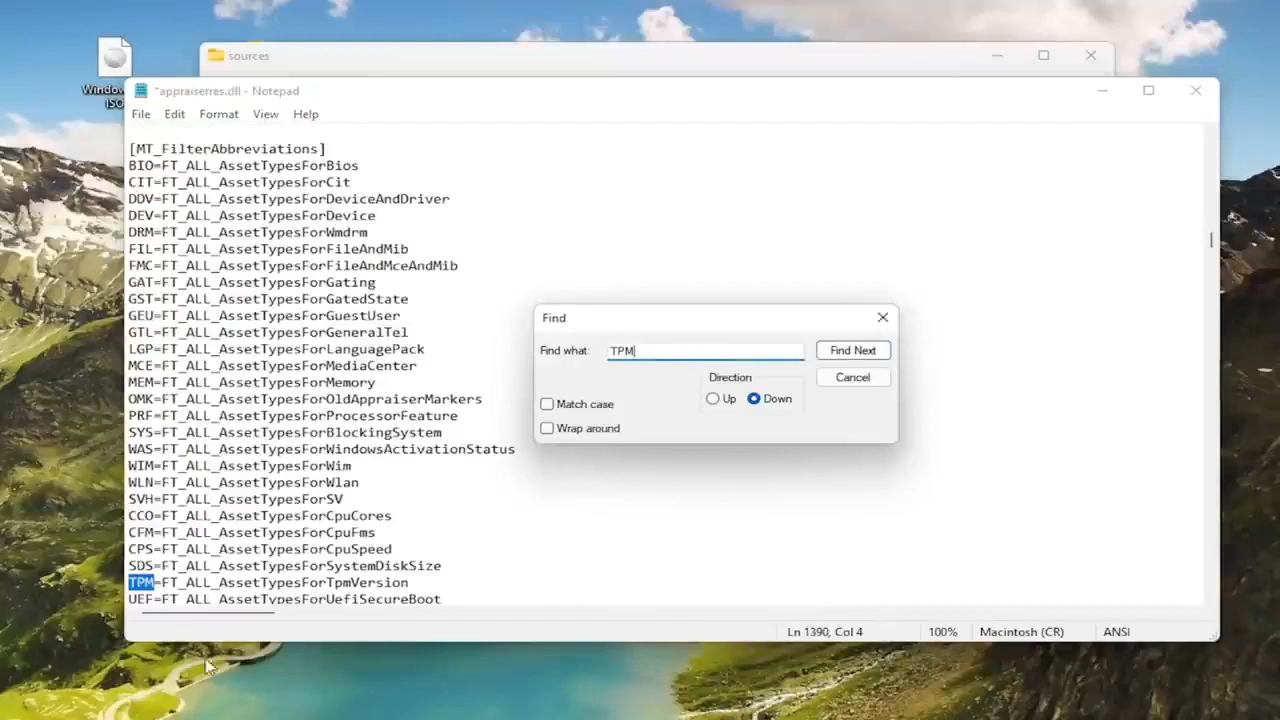 sources
Window
ISO
*appraiserres.dll - Notepad
File Edit Format View Help
[MT_FilterAbbreviations]
BIO=FT_ALL_AssetTypesForBios
CIT=FT_ALL_AssetTypesForCit
DDV=FT_ALL_AssetTypesForDeviceAndDriver
DEV=FT_ALL_AssetTypesForDevice
DRM=FT_ALL_AssetTypesForWmdrm
FIL=FT_ALL_AssetTypesForFileAndMib
FMC=FT_ALL_AssetTypesForFileAndMceAndMib
GAT=FT_ALL_AssetTypesForGating
GST=FT_ALL_AssetTypesForGatedState
GEU=FT_ALL_AssetTypesForGuestUser
GTL=FT_ALL_AssetTypesForGeneralTel
LGP=FT_ALL_AssetTypesForLanguagePack
MCE=FT_ALL_AssetTypesForMediaCenter
MEM=FT_ALL_AssetTypesForMemory
OMK=FT_ALL_AssetTypesForOldAppraiserMarkers
PRF=FT_ALL_AssetTypesForProcessorFeature
SYS=FT_ALL_AssetTypesForBlockingSystem
WAS=FT_ALL_AssetTypesForWindowsActivationStatus
WIM=FT_ALL_AssetTypesForWim
WLN=FT_ALL_AssetTypesForWlan
SVH=FT_ALL_AssetTypesForSV
CCO=FT_ALL_AssetTypesForCpuCores
CFM=FT_ALL_AssetTypesForCpuFms
CPS=FT_ALL_AssetTypesForCpuSpeed
SDS=FT_ALL_AssetTypesForSystemDiskSize
TPM=FT_ALL_AssetTypesForTpmVersion
UEF=FT_ALL_AssetTypesForUefiSecureBoot
Find
Find what: TPM Find Next
Direction Cancel
Up Down
Match case
Wrap around
Ln 1390, Col 4 100% Macintosh (CR) ANSI